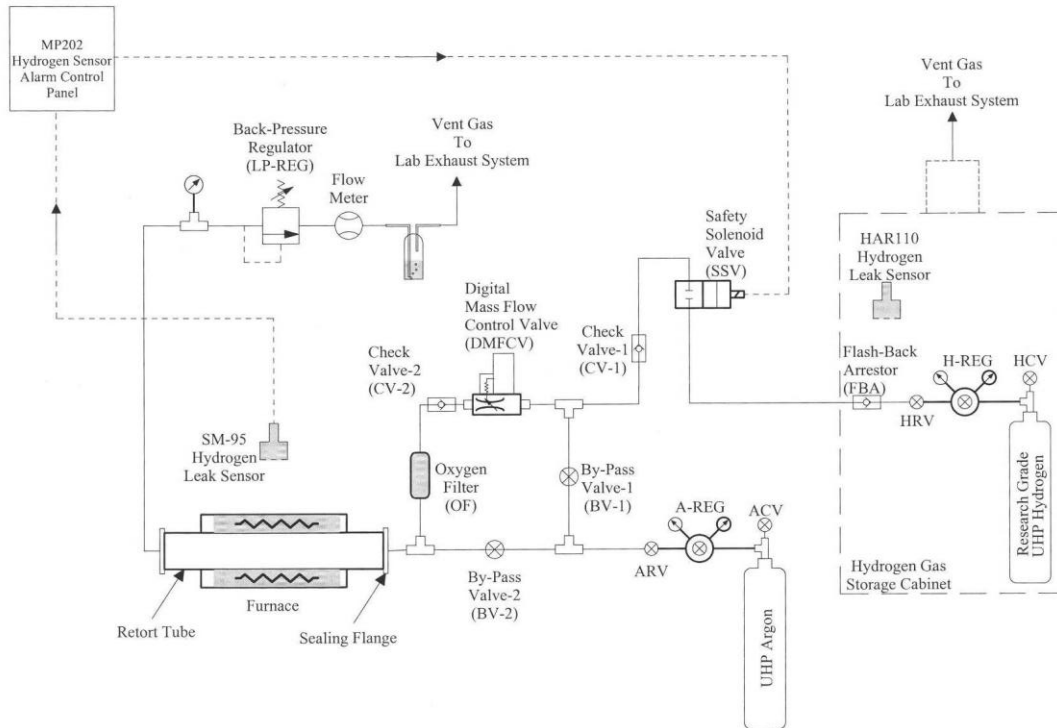 MP202
Hydrogen Sensor
Alarm Control
Panel
Vent Gas
To
Lab Exhaust System
Back-Pressure
Regulator
(LP-REG)
Flow
Meter
Vent Gas
To
Lab Exhaust System
Safety
Solenoid
Valve
(SSV)
HAR110
Hydrogen
Leak Sensor
Digital
Mass Flow
Control Valve
(DMFCV)
Check
Valve-1
(CV-1)
Check
Valve-2
(CV-2)
Flash-Back
Arrestor
(FBA)
H-REG
HCV
HRV
SM-95
Hydrogen
Leak Sensor
Oxygen
Filter
(OF)
By-Pass
Valve-1
(BV-1)
A-REG
ACV
ARV
Research Grade
UHP Hydrogen
Hydrogen Gas
Storage Cabinet
By-Pass
Valve-2
(BV-2)
Furnace
Retort Tube
Sealing Flange
UHP Argon